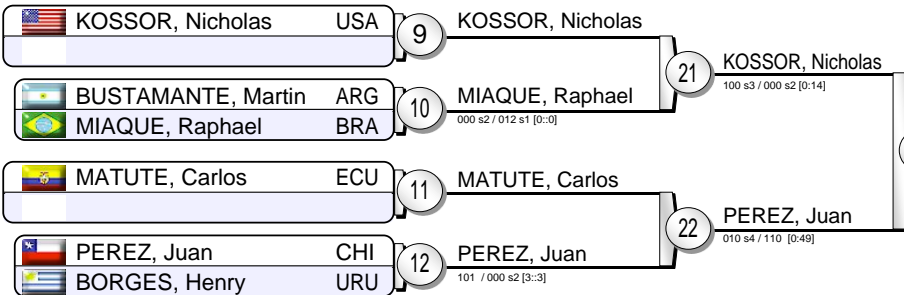 KOSSOR, Nicholas USA
9
KOSSOR, Nicholas
BUSTAMANTE, Martin ARG
MIAQUE, Raphael BRA
10
MIAQUE, Raphael
000 s2 / 012 s1 [0::0]
21
KOSSOR, Nicholas
100 s3 / 000 s2 [0:14]
MATUTE, Carlos ECU
11
MATUTE, Carlos
PEREZ, Juan CHI
BORGES, Henry URU
12
PEREZ, Juan
101 / 000 s2 [3::3]
22
PEREZ, Juan
010 s4 / 110 [0:49]